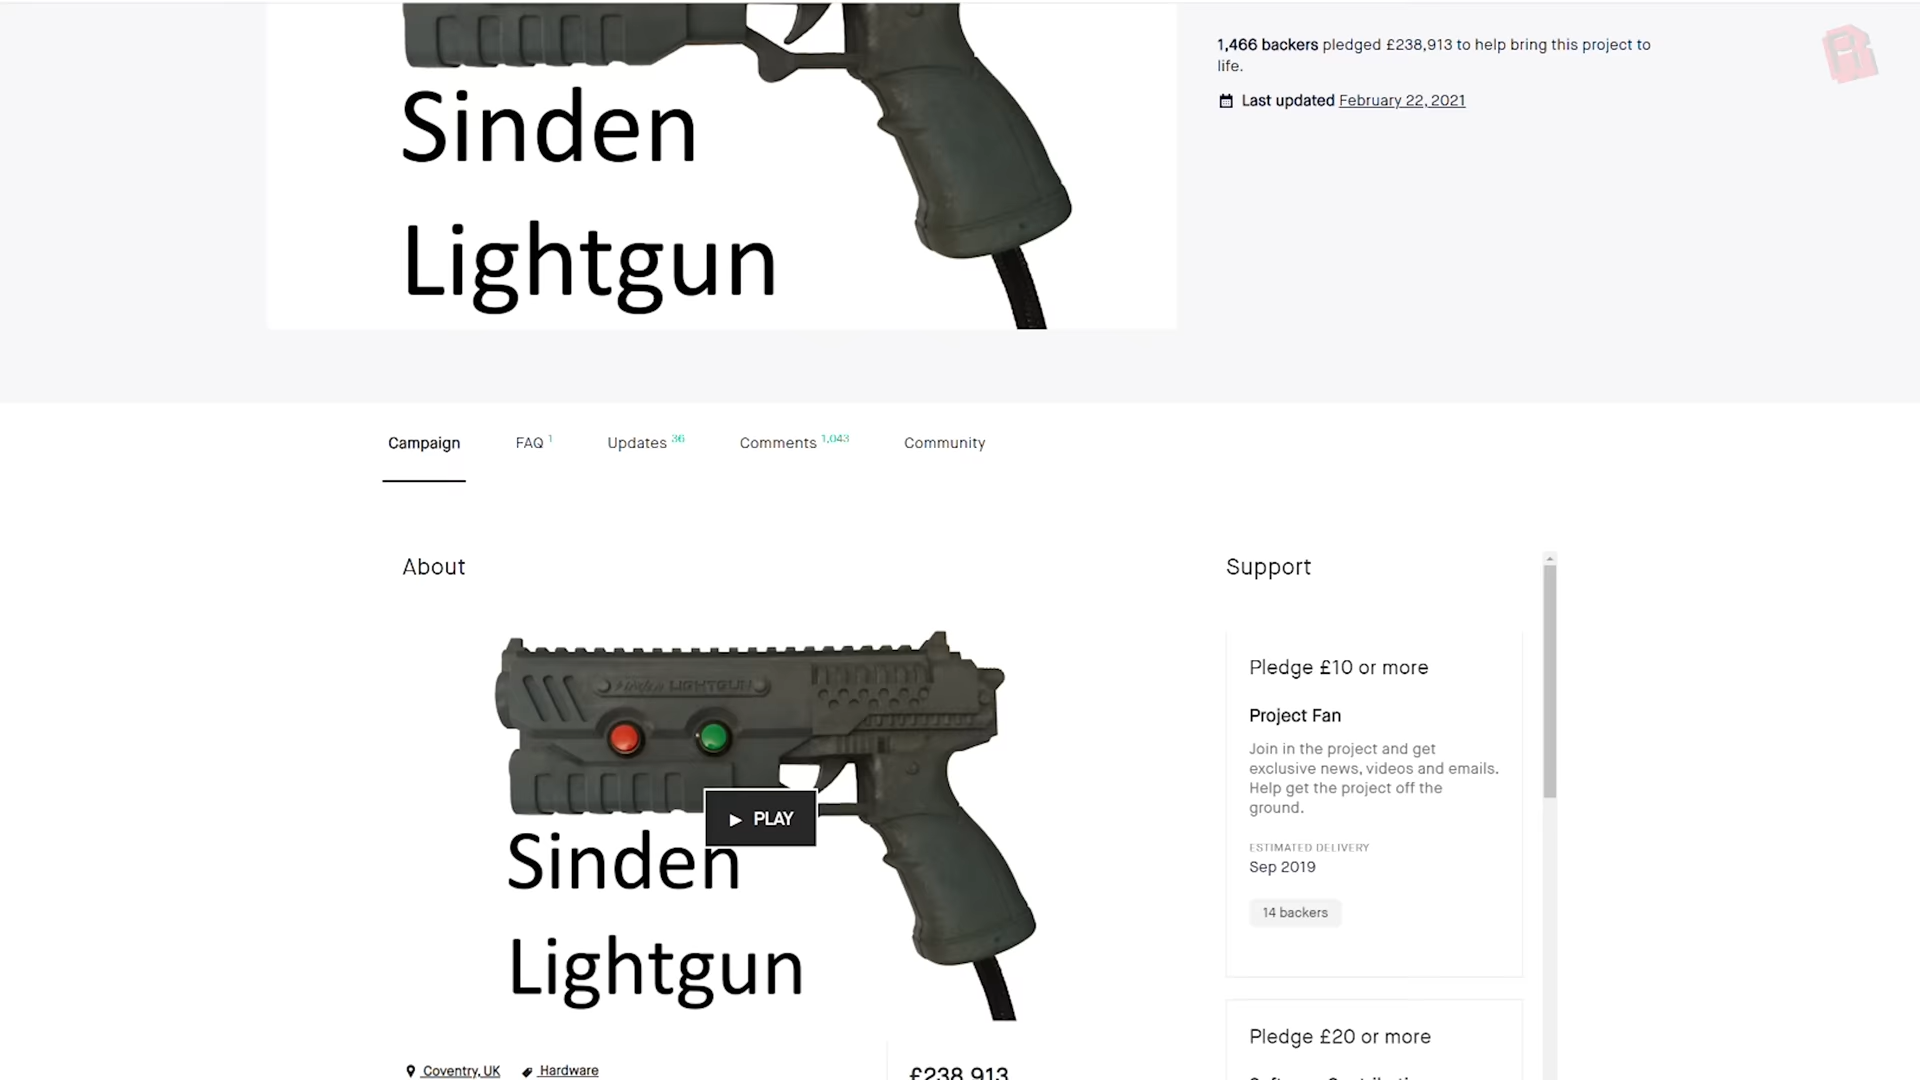 1,466 backers pledged £238,913 to help bring this project to
life.
Last updated February 22, 2021
Sinden
Lightgun
Campaign
FAQ 1
Updates 36
Comments 1,043
Community
About
Support
LIGHTGUN
PLAY
Sinden
Lightgun
Pledge £10 or more
Project Fan
Join in the project and get
exclusive news, videos and emails.
Help get the project off the
ground.
ESTIMATED DELIVERY
Sep 2019
14 backers
Pledge £20 or more
Coventry, UK
Hardware
£238,913